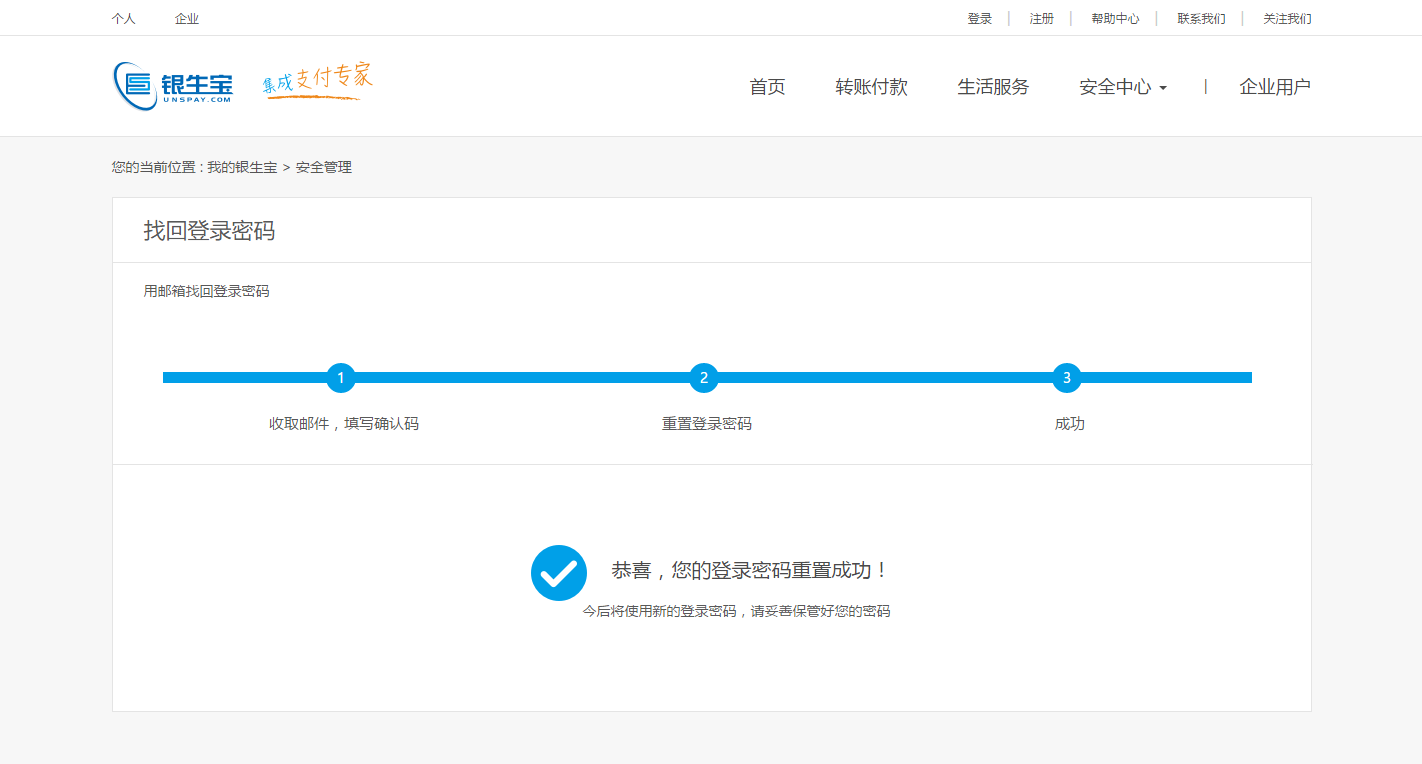 个人 企业 登录 | 注册 | 帮助中心 | 联系我们 | 关注我们
银生宝 UNSPAY.COM 集成支付专家
首页 转账付款 生活服务 安全中心 | 企业用户
您的当前位置 : 我的银生宝 > 安全管理
找回登录密码
用邮箱找回登录密码
1 2 3
收取邮件，填写确认码 重置登录密码 成功
恭喜，您的登录密码重置成功！
今后将使用新的登录密码，请妥善保管好您的密码